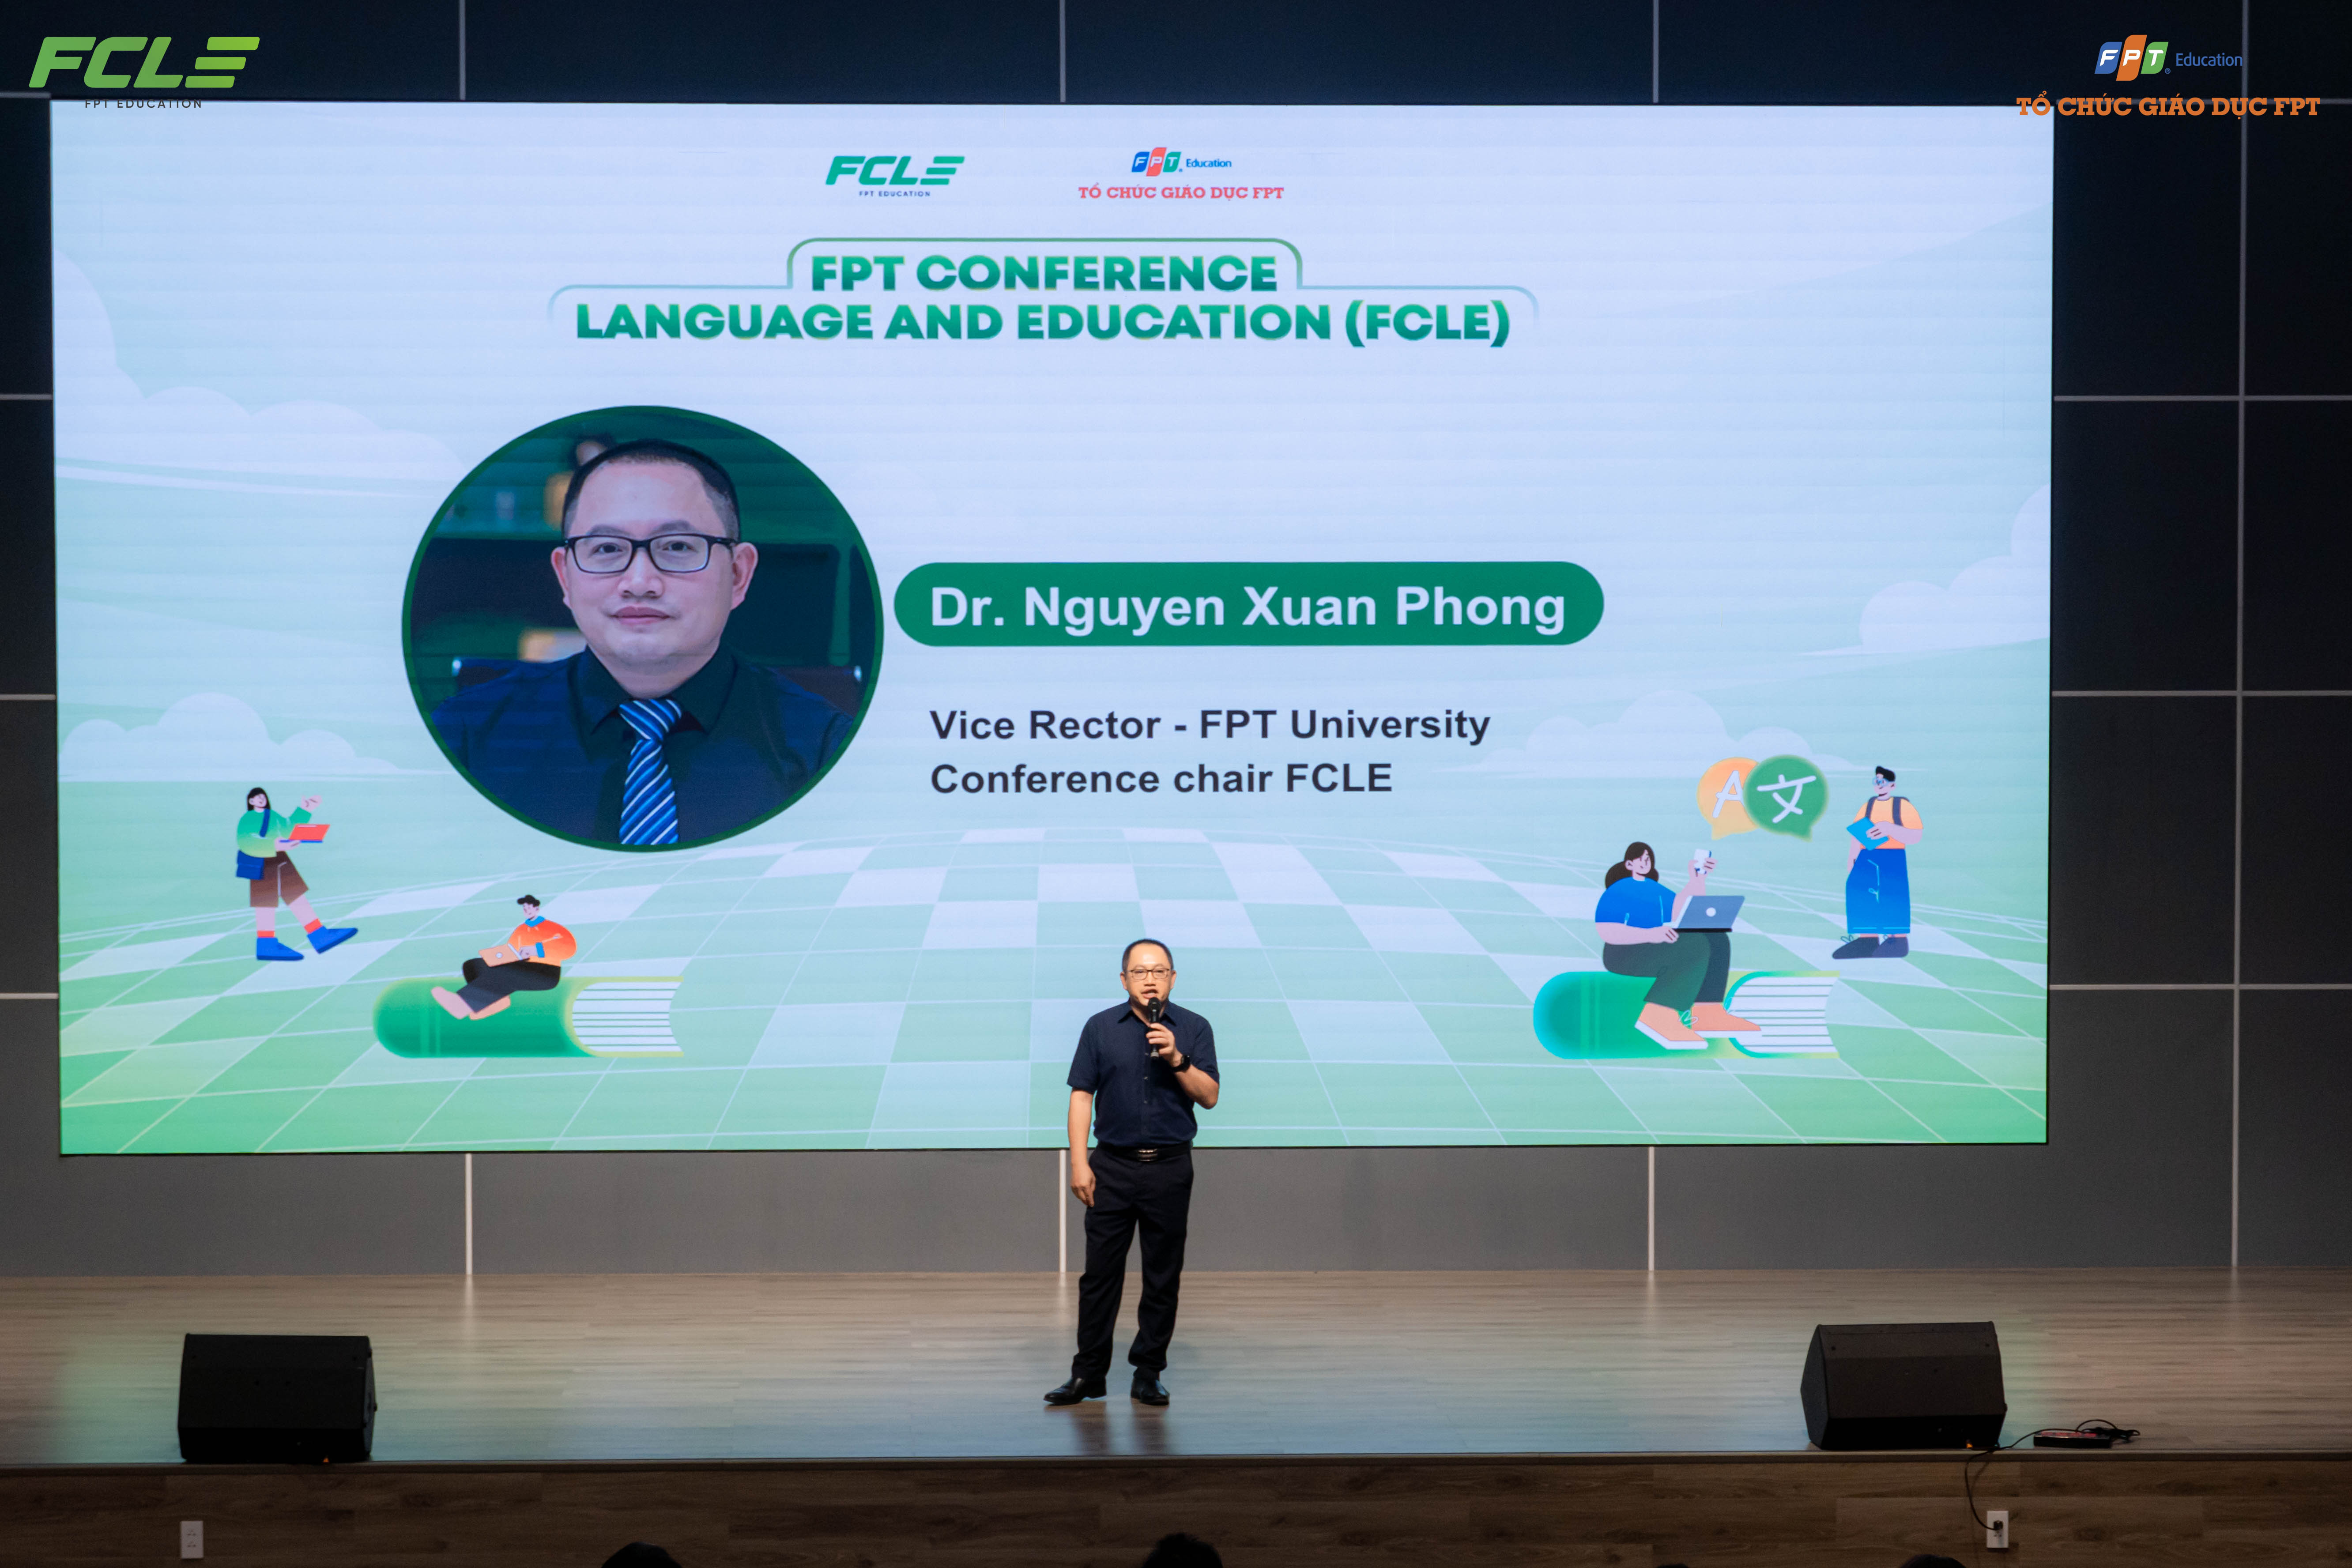 FCLE
FPT EDUCATION
FPT Education
TỔ CHỨC GIÁO DỤC FPT
FCLE
FPT EDUCATION
FPT Education
TỔ CHỨC GIÁO DỤC FPT
FPT CONFERENCE
LANGUAGE AND EDUCATION (FCLE)
Dr. Nguyen Xuan Phong
Vice Rector - FPT University
Conference chair FCLE
A 文